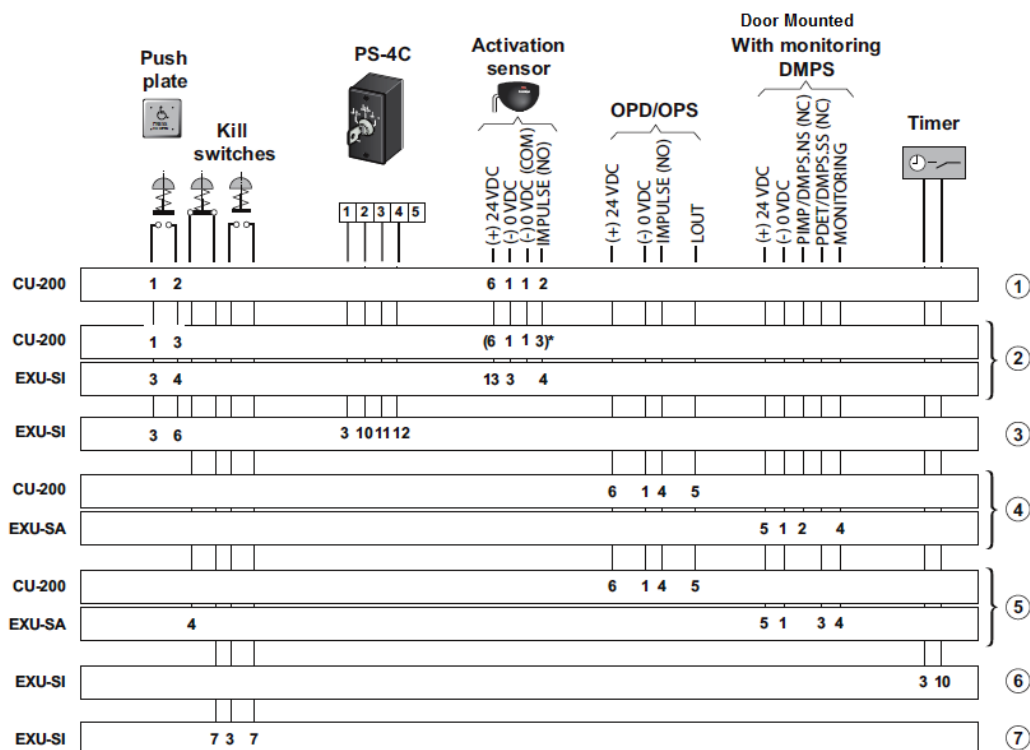 Door Mounted
With monitoring
DMPS
Push
plate
Kill
switches
PS-4C
Activation
sensor
OPD/OPS
Timer
1 2 3 4 5
(+) 24 VDC
(-) 0 VDC
(-) 0 VDC (COM)
IMPULSE (NO)
(+) 24 VDC
(-) 0 VDC
IMPULSE (NO)
LOUT
(+) 24 VDC
(-) 0 VDC
PIMP/DMPS.NS (NC)
PDET/DMPS.SS (NC)
MONITORING
CU-200 1 2 6 1 1 2 1
CU-200 1 3 (6 1 1 3)*
2
EXU-SI 3 4 13 3 4
EXU-SI 3 6 3 10 11 12 3
CU-200 6 1 4 5
4
EXU-SA 5 1 2 4
CU-200 6 1 4 5
5
EXU-SA 4 5 1 3 4
EXU-SI 3 10 6
EXU-SI 7 3 7 7